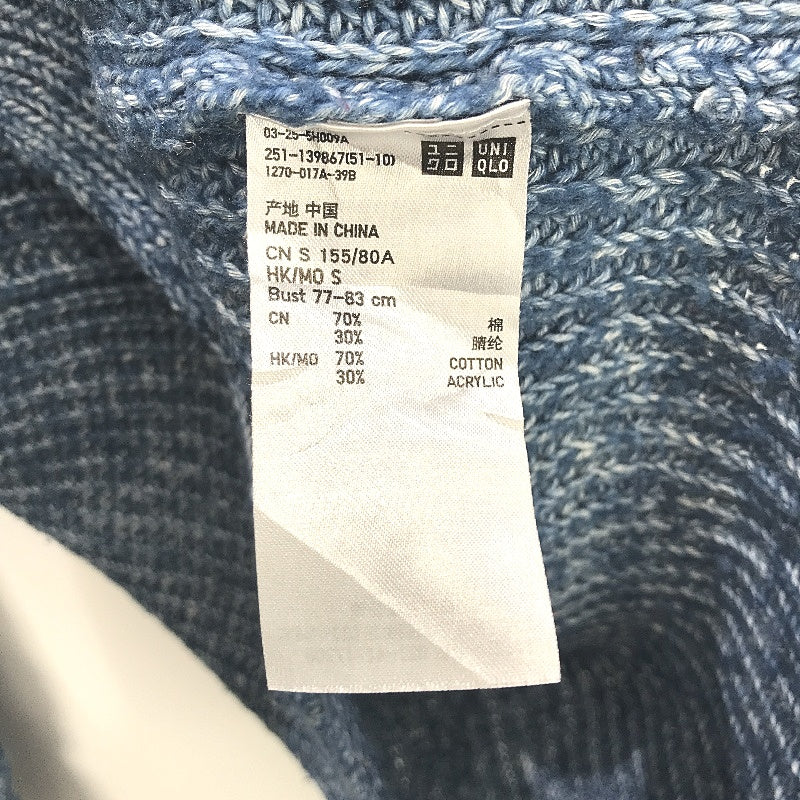 03-25-5H009A
251-139867(51-10)
1270-017A-39B
ユニ
クロ
UNI
QLO
产地 中国
MADE IN CHINA
CN S 155/80A
HK/MO S
Bust 77-83 cm
CN 70% 棉
30% 腈纶
HK/MO 70% COTTON
30% ACRYLIC